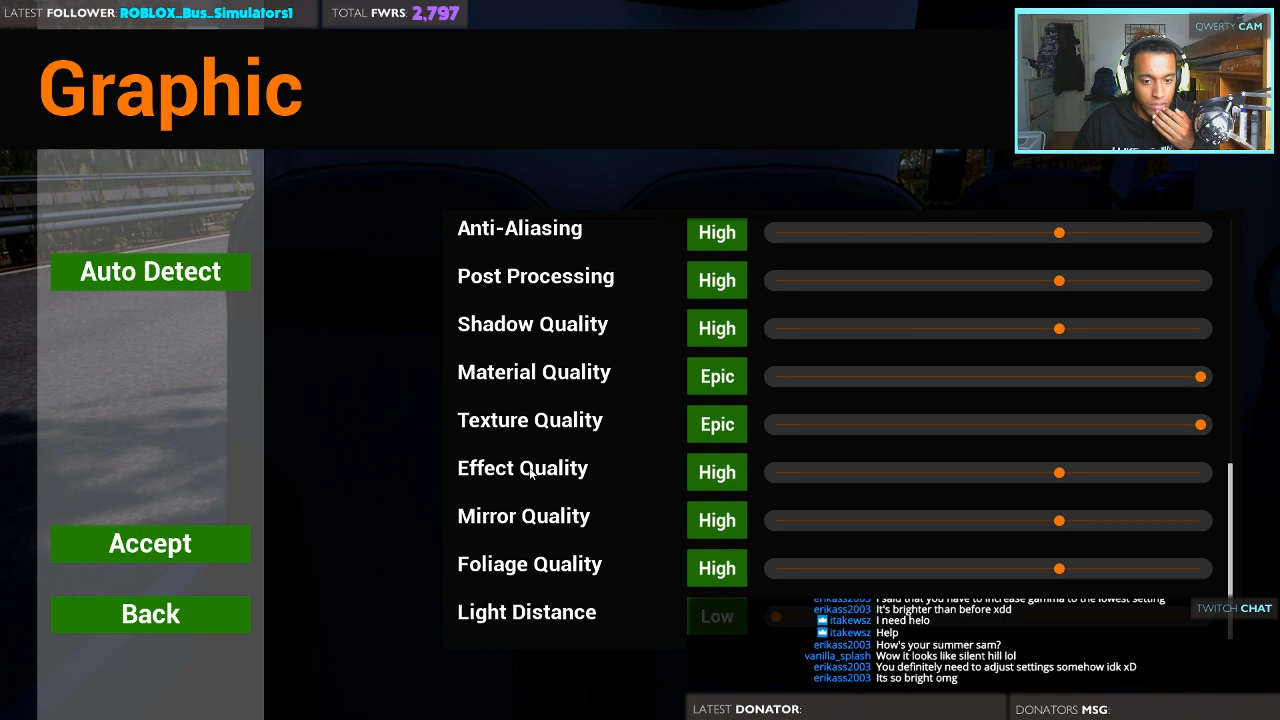 LATEST FOLLOWER: ROBLOX_Bus_Simulators1
TOTAL FWRS: 2,797
QWERTY CAM
Graphic
Auto Detect
Accept
Back
Anti-Aliasing High
Post Processing High
Shadow Quality High
Material Quality Epic
Texture Quality Epic
Effect Quality High
Mirror Quality High
Foliage Quality High
Light Distance Low
TWITCH CHAT
erikass2003 I said that you have to increase gamma to the lowest setting
erikass2003 It's brighter than before xdd
itakewsz I need helo
itakewsz Help
erikass2003 How's your summer sam?
vanilla_splash Wow it looks like silent hill lol
erikass2003 You definitely need to adjust settings somehow idk xD
erikass2003 Its so bright omg
LATEST DONATOR:
DONATORS MSG: